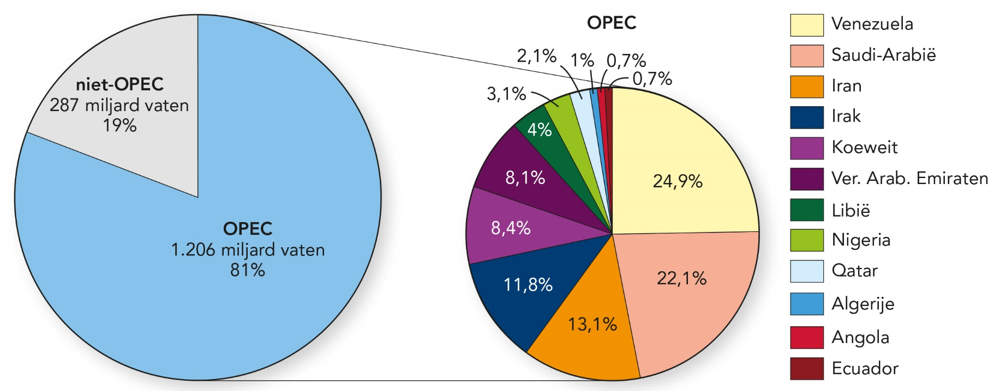 niet-OPEC
287 miljard vaten
19%
OPEC
1.206 miljard vaten
81%
OPEC
2,1%
1%
0,7%
0,7%
3,1%
4%
8,1%
24,9%
8,4%
22,1%
11,8%
13,1%
Venezuela
Saudi-Arabië
Iran
Irak
Koeweit
Ver. Arab. Emiraten
Libië
Nigeria
Qatar
Algerije
Angola
Ecuador